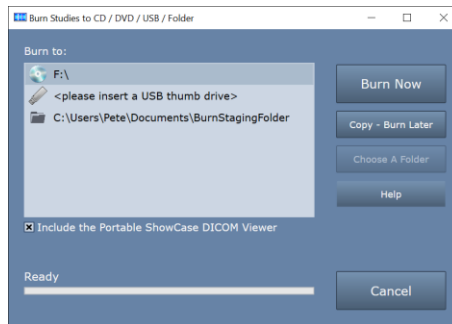 Burn Studies to CD / DVD / USB / Folder
Burn to:
F:\
<please insert a USB thumb drive>
C:\Users\Pete\Documents\BurnStagingFolder
Include the Portable ShowCase DICOM Viewer
Ready
Burn Now
Copy - Burn Later
Choose A Folder
Help
Cancel